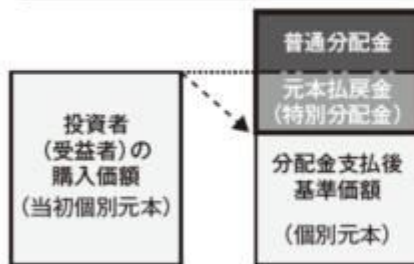 投資者
(受益者)の
購入価額
(当初個別元本)
普通分配金
元本払戻金
(特別分配金)
分配金支払後
基準価額
(個別元本)